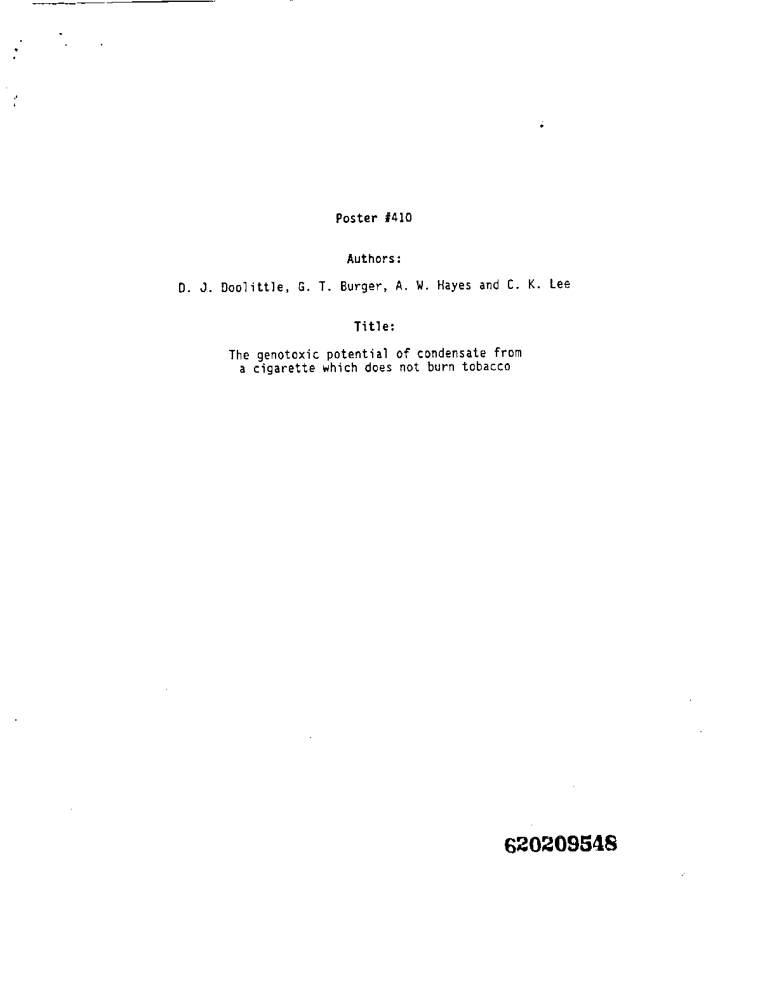 Poster #410
Authors:
D. J. Doolittle, G. T. Burger, A. W. Hayes and C. K. Lee
Title:
The genotoxic potential of condensate from
a cigarette which does not burn tobacco
620209548